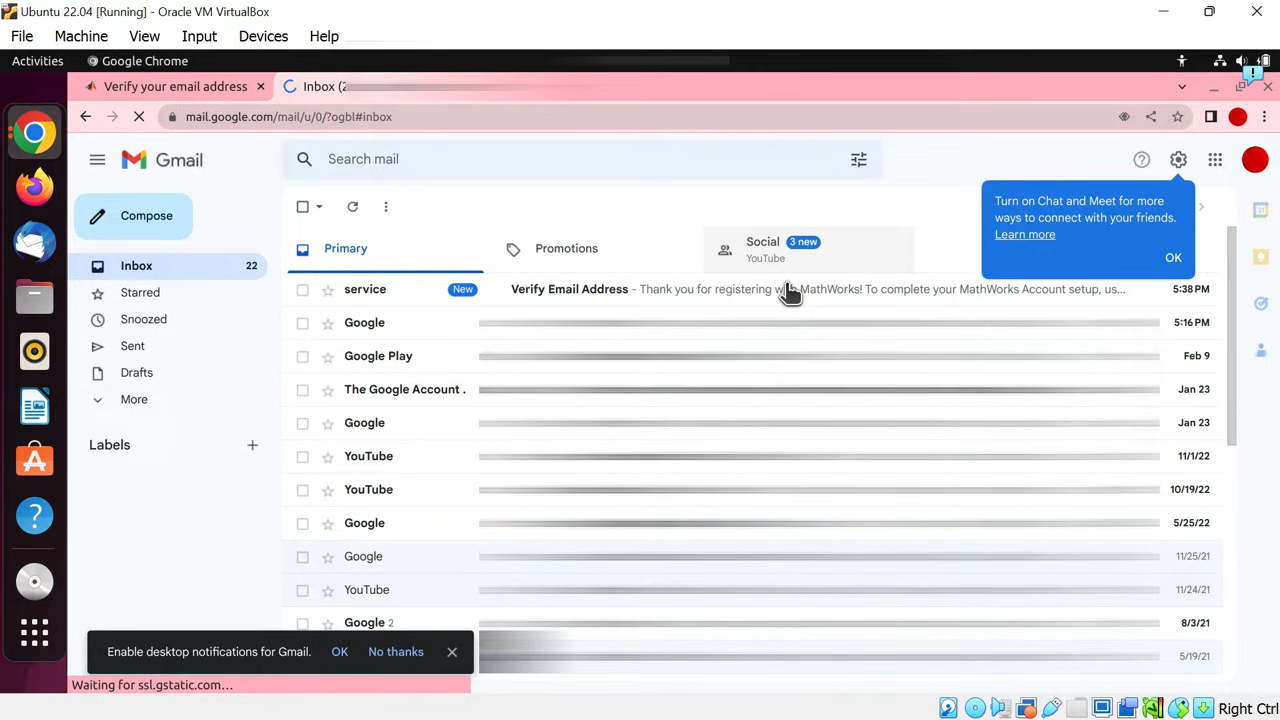 Ubuntu 22.04 [Running] - Oracle VM VirtualBox
File Machine View Input Devices Help
Activities Google Chrome
Verify your email address Inbox (2
mail.google.com/mail/u/0/?ogbl#inbox
Gmail Search mail
Turn on Chat and Meet for more
ways to connect with your friends.
Learn more
OK
Compose
Inbox 22
Starred
Snoozed
Sent
Drafts
More
Labels
Primary Promotions Social 3 new
YouTube
service New Verify Email Address - Thank you for registering MathWorks! To complete your MathWorks Account setup, us... 5:38 PM
Google 5:16 PM
Google Play Feb 9
The Google Account . Jan 23
Google Jan 23
YouTube 11/1/22
YouTube 10/19/22
Google 5/25/22
Google 11/25/21
YouTube 11/24/21
Google 2 8/3/21
5/19/21
Enable desktop notifications for Gmail. OK No thanks
Waiting for ssl.gstatic.com...
Right Ctrl